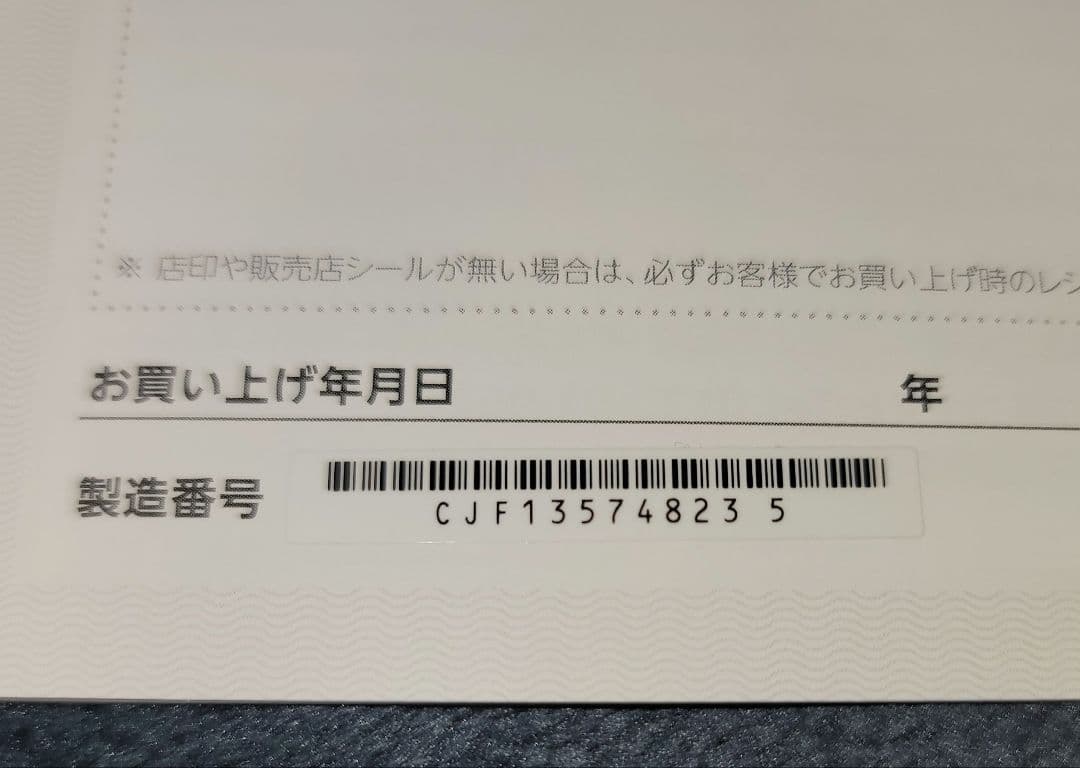 ※ 店印や販売店シールが無い場合は、必ずお客様でお買い上げ時のレシ
お買い上げ年月日 年
製造番号 CJF13574823 5